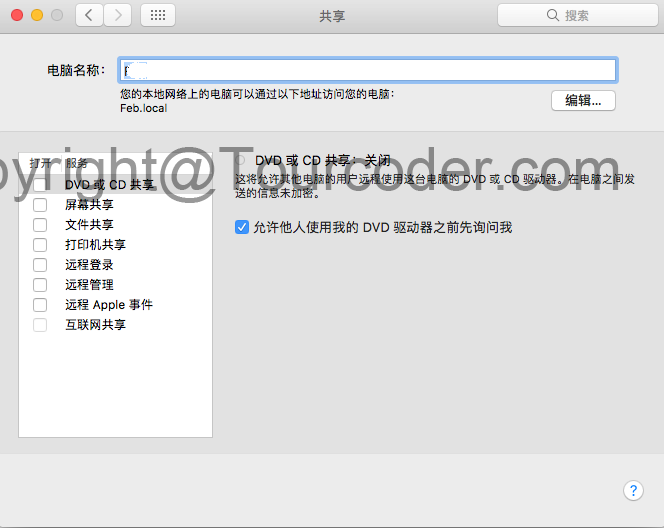 共享
搜索
电脑名称：
您的本地网络上的电脑可以通过以下地址访问您的电脑：
Feb.local
编辑...
打开 服务
DVD 或 CD 共享
屏幕共享
文件共享
打印机共享
远程登录
远程管理
远程 Apple 事件
互联网共享
DVD 或 CD 共享：关闭
这将允许其他电脑的用户远程使用这台电脑的 DVD 或 CD 驱动器。在电脑之间发
送的信息未加密。
允许他人使用我的 DVD 驱动器之前先询问我
opyright@Tourcoder.com
?